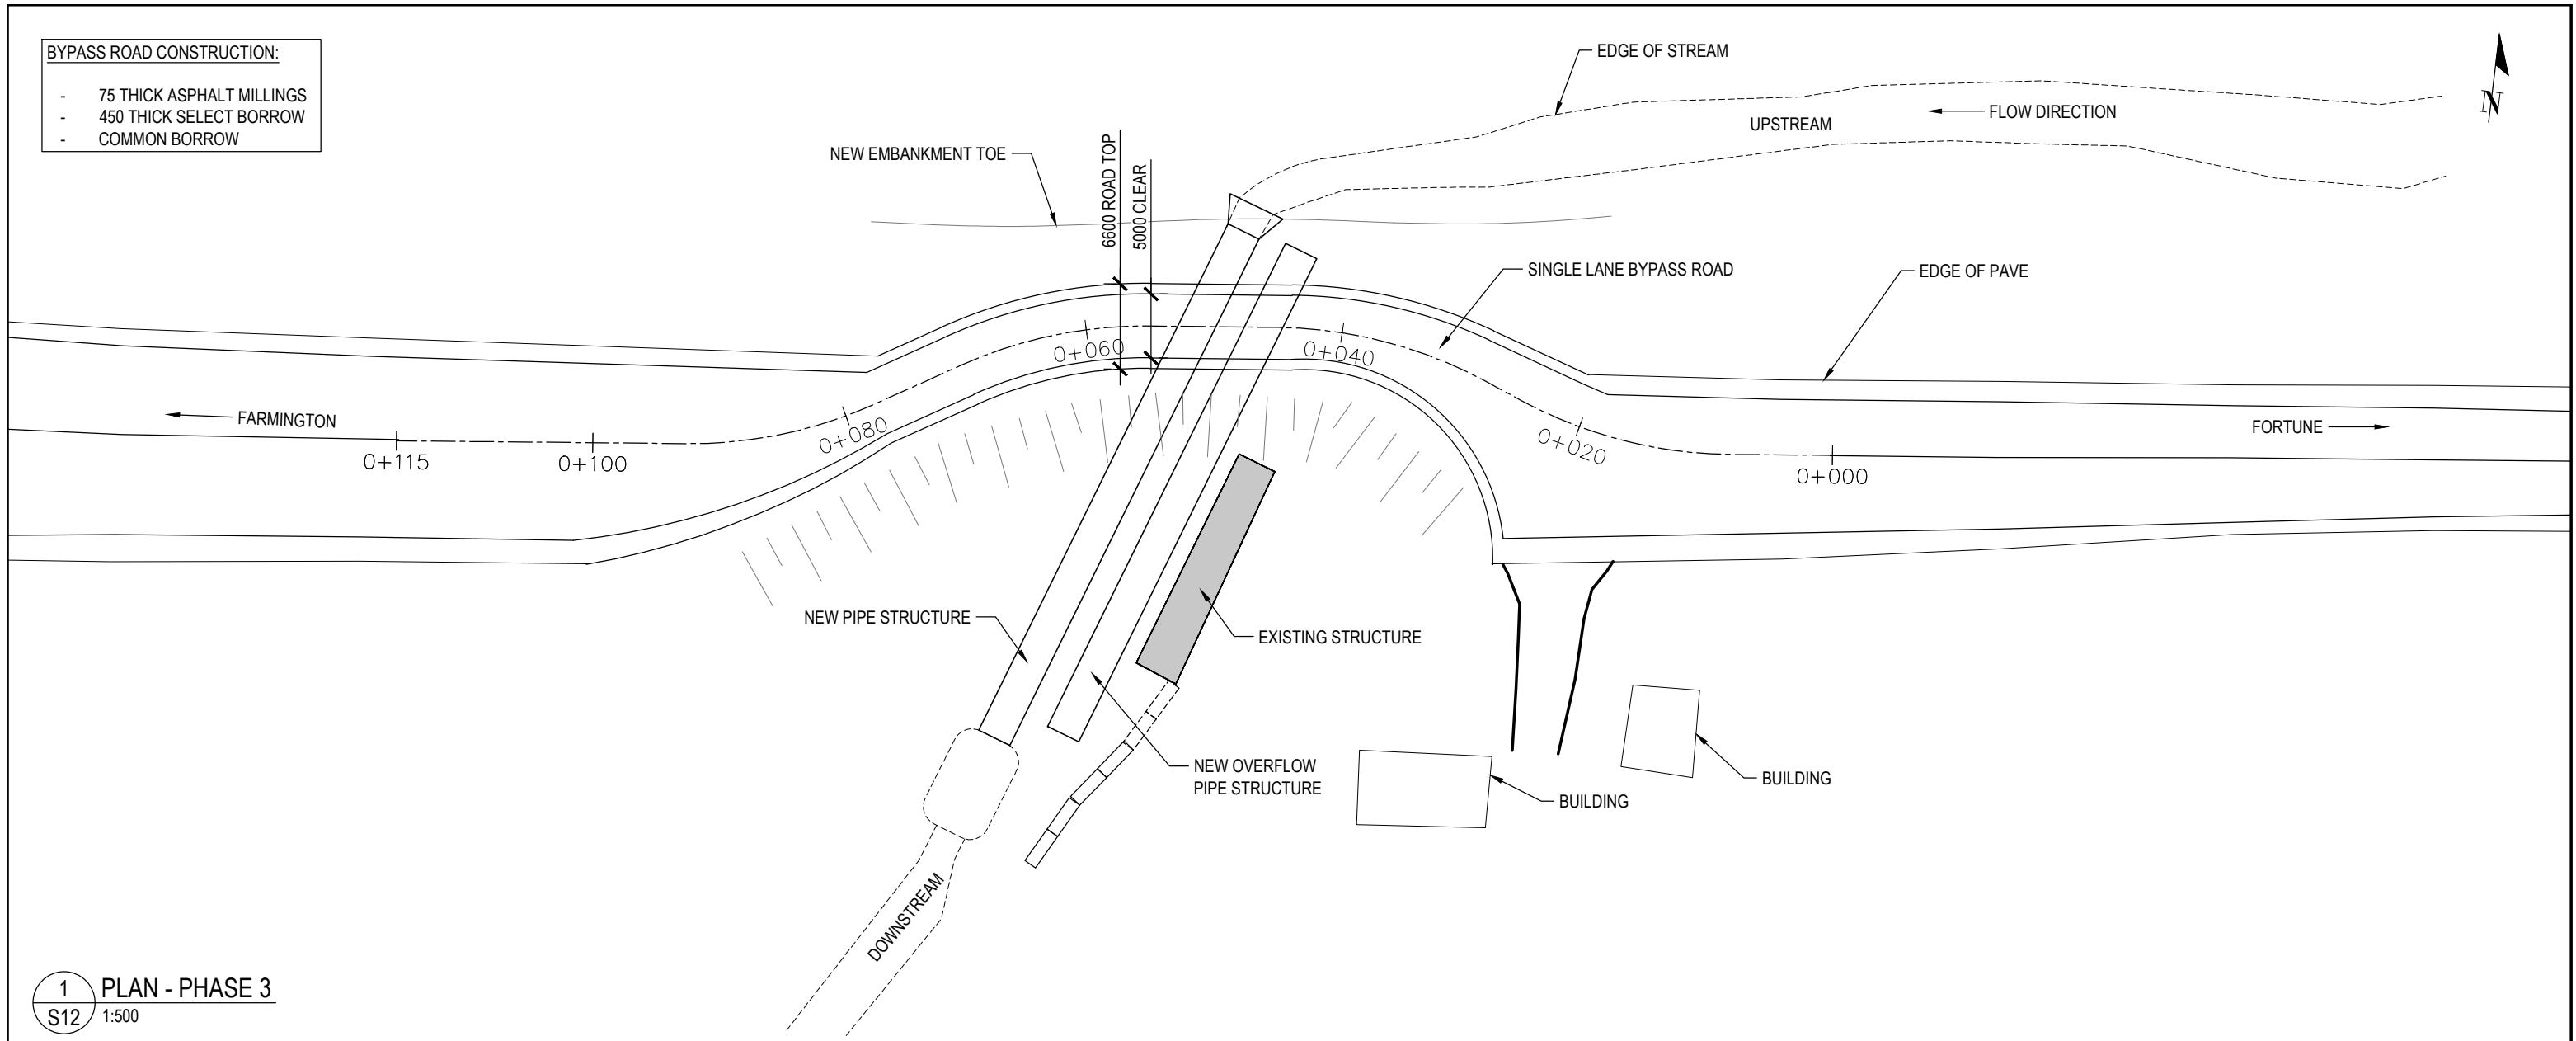 BYPASS ROAD CONSTRUCTION:
- 75 THICK ASPHALT MILLINGS
- 450 THICK SELECT BORROW
- COMMON BORROW
EDGE OF STREAM
N
FLOW DIRECTION
UPSTREAM
NEW EMBANKMENT TOE
6600 ROAD TOP
5000 CLEAR
SINGLE LANE BYPASS ROAD
EDGE OF PAVE
0+060
0+040
FARMINGTON
FORTUNE
0+080
0+020
0+115
0+100
0+000
NEW PIPE STRUCTURE
EXISTING STRUCTURE
NEW OVERFLOW
PIPE STRUCTURE
BUILDING
BUILDING
DOWNSTREAM
1
S12
PLAN - PHASE 3
1:500